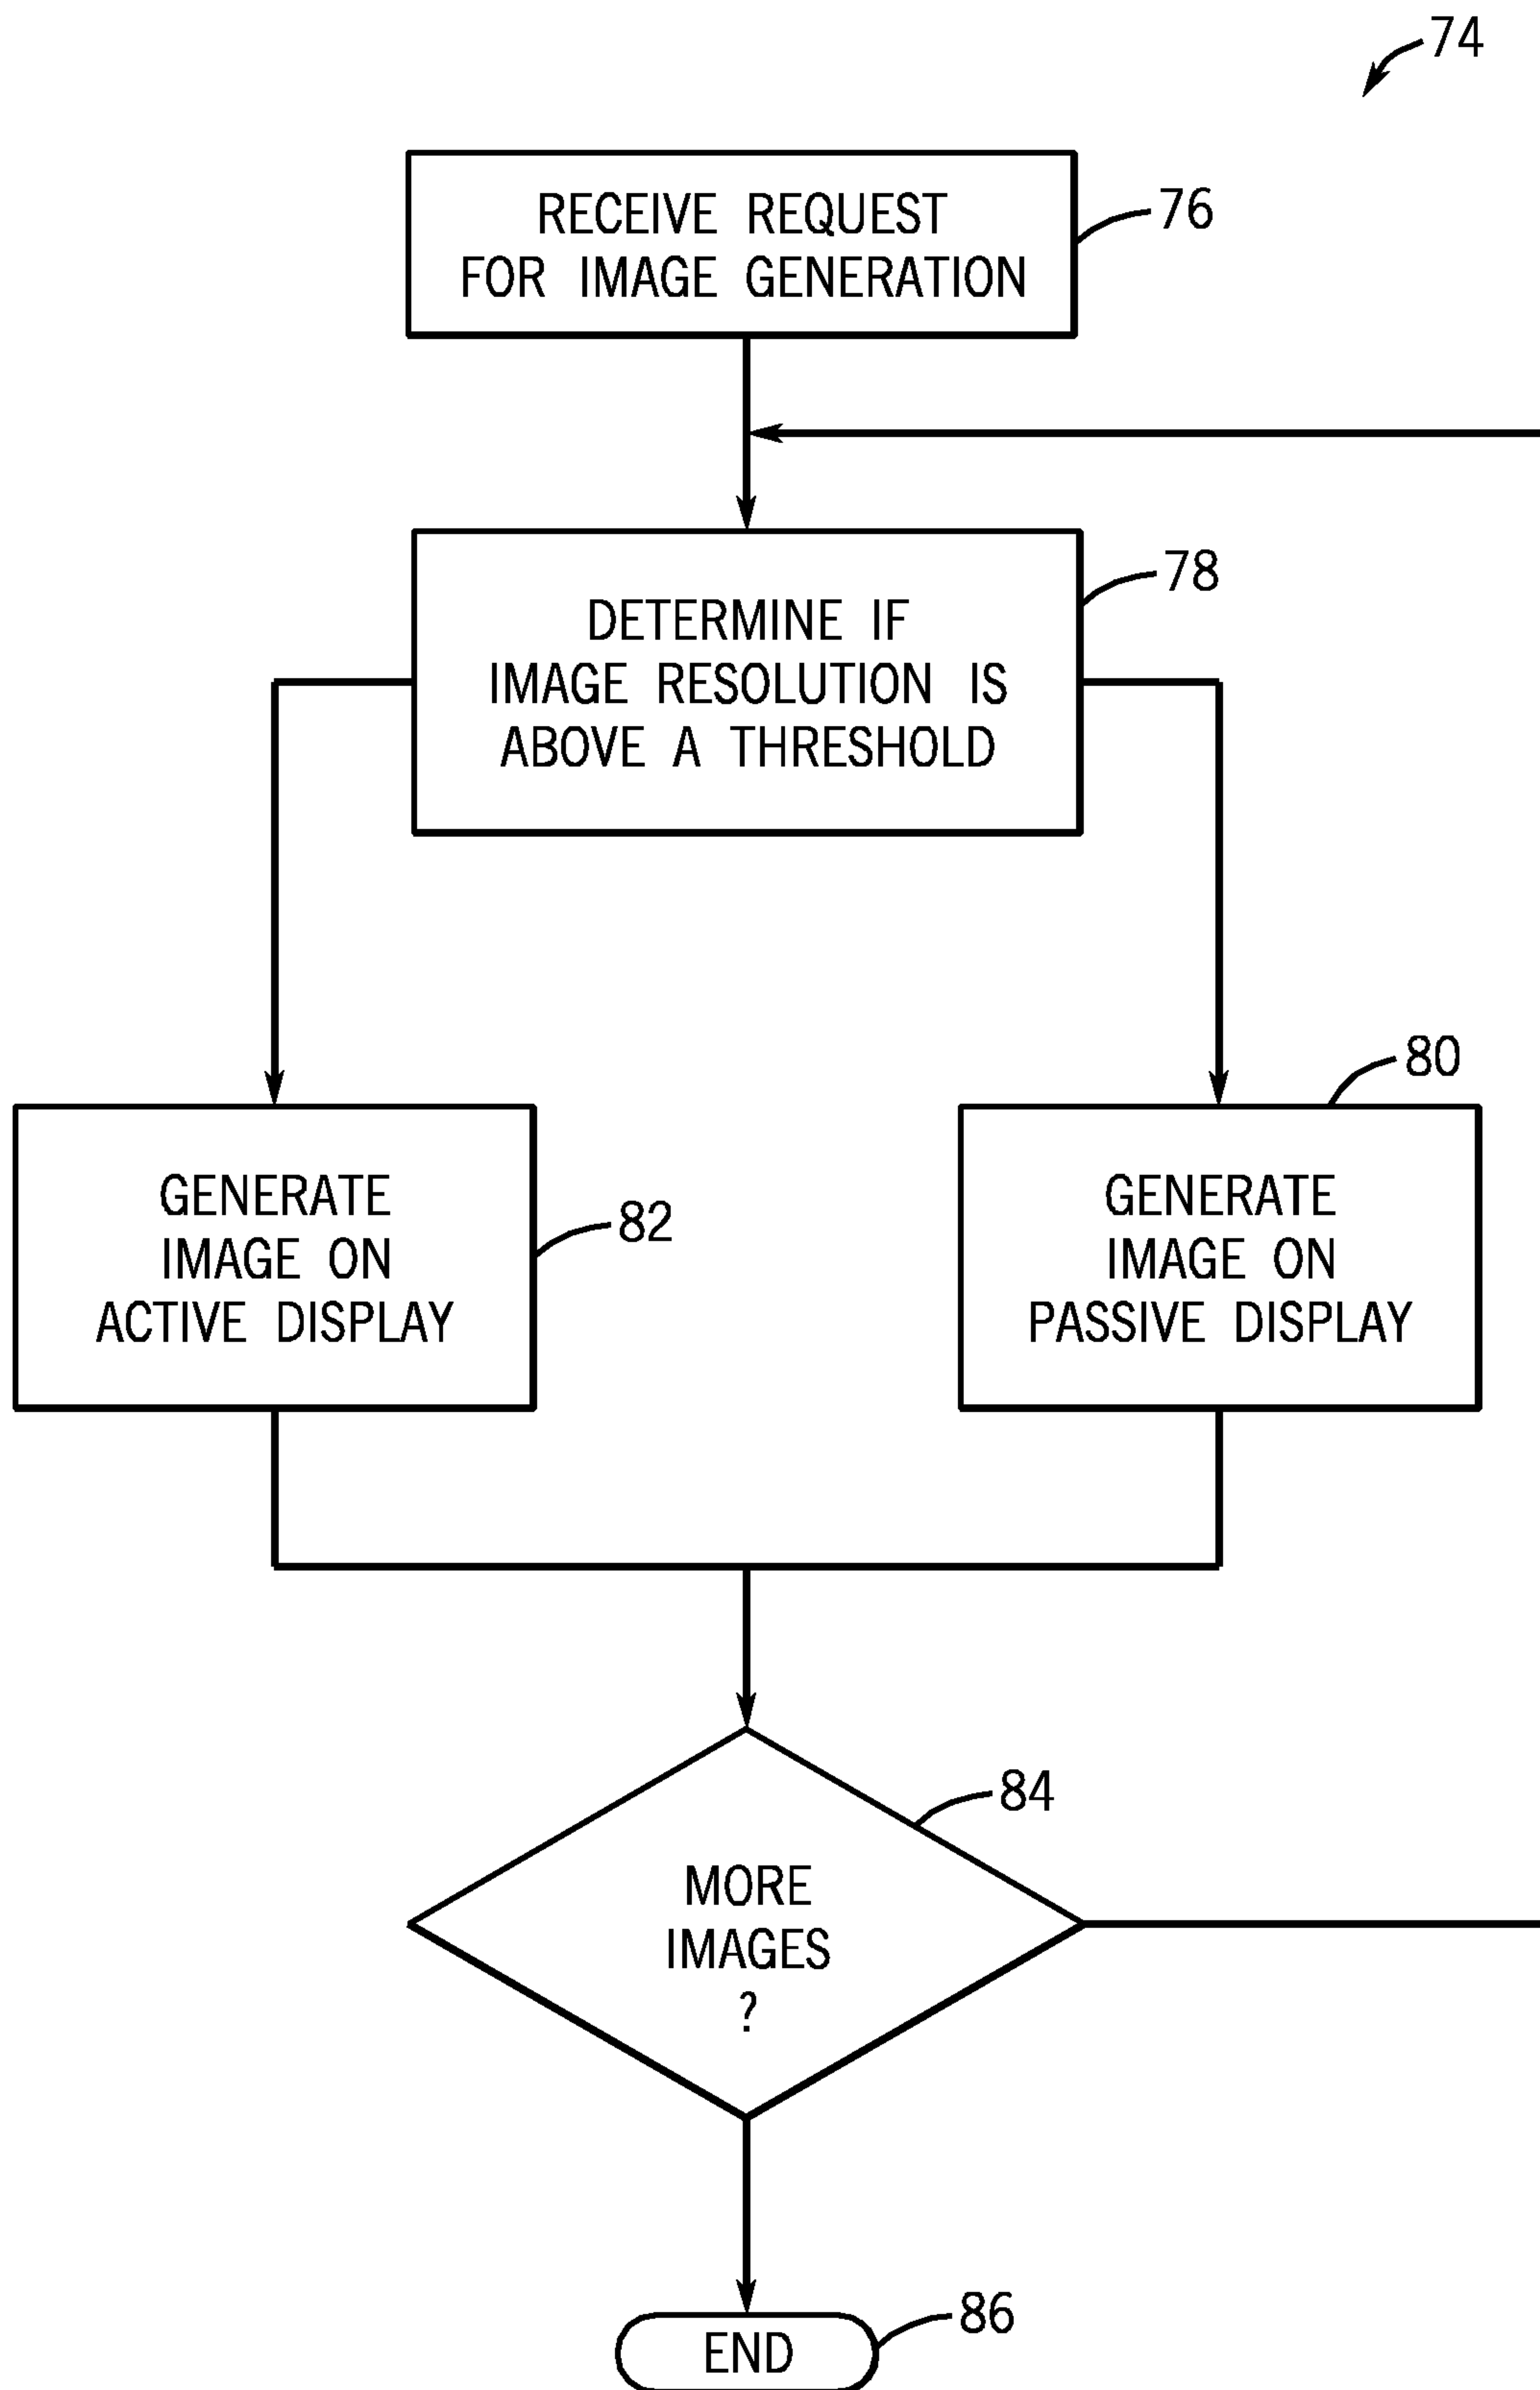 74
RECEIVE REQUEST
FOR IMAGE GENERATION
76
DETERMINE IF
IMAGE RESOLUTION IS
ABOVE A THRESHOLD
78
GENERATE
IMAGE ON
ACTIVE DISPLAY
82
GENERATE
IMAGE ON
PASSIVE DISPLAY
80
MORE
IMAGES
?
84
END
86